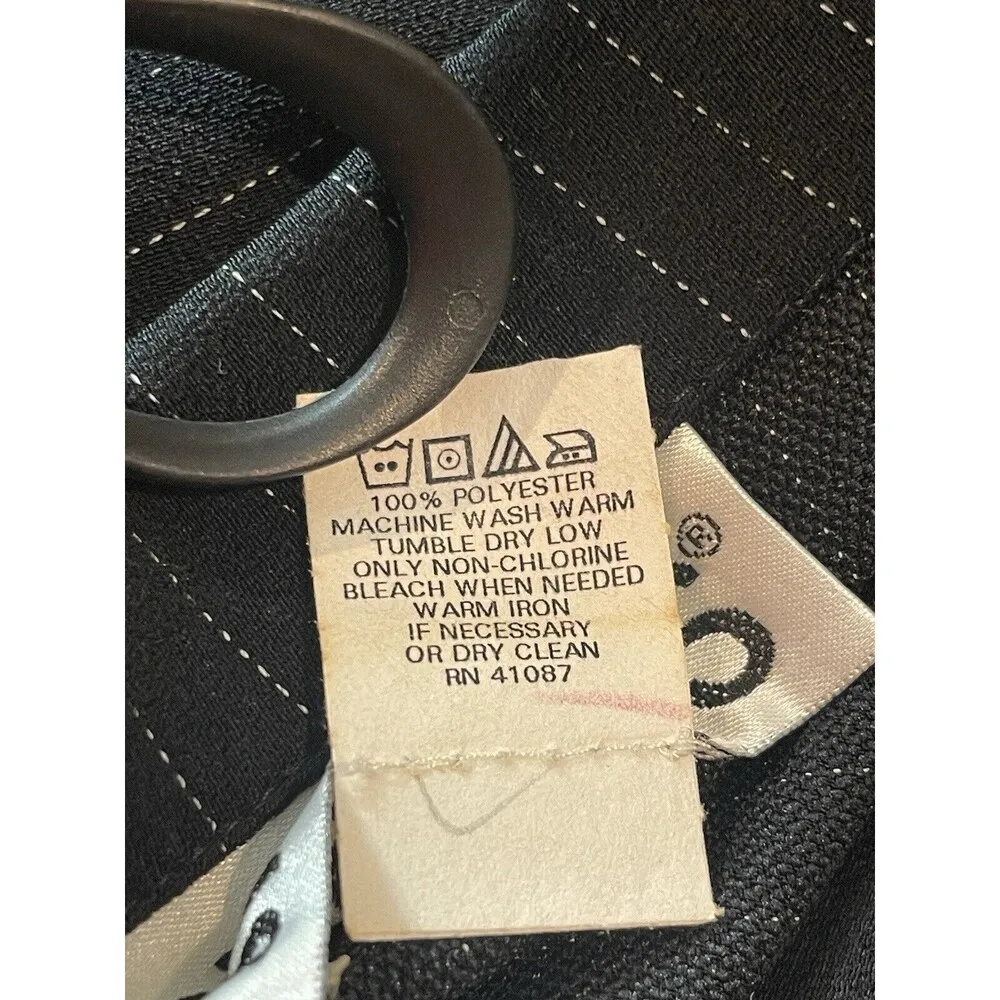 100% POLYESTER
MACHINE WASH WARM
TUMBLE DRY LOW
ONLY NON-CHLORINE
BLEACH WHEN NEEDED
WARM IRON
IF NECESSARY
OR DRY CLEAN
RN 41087
®